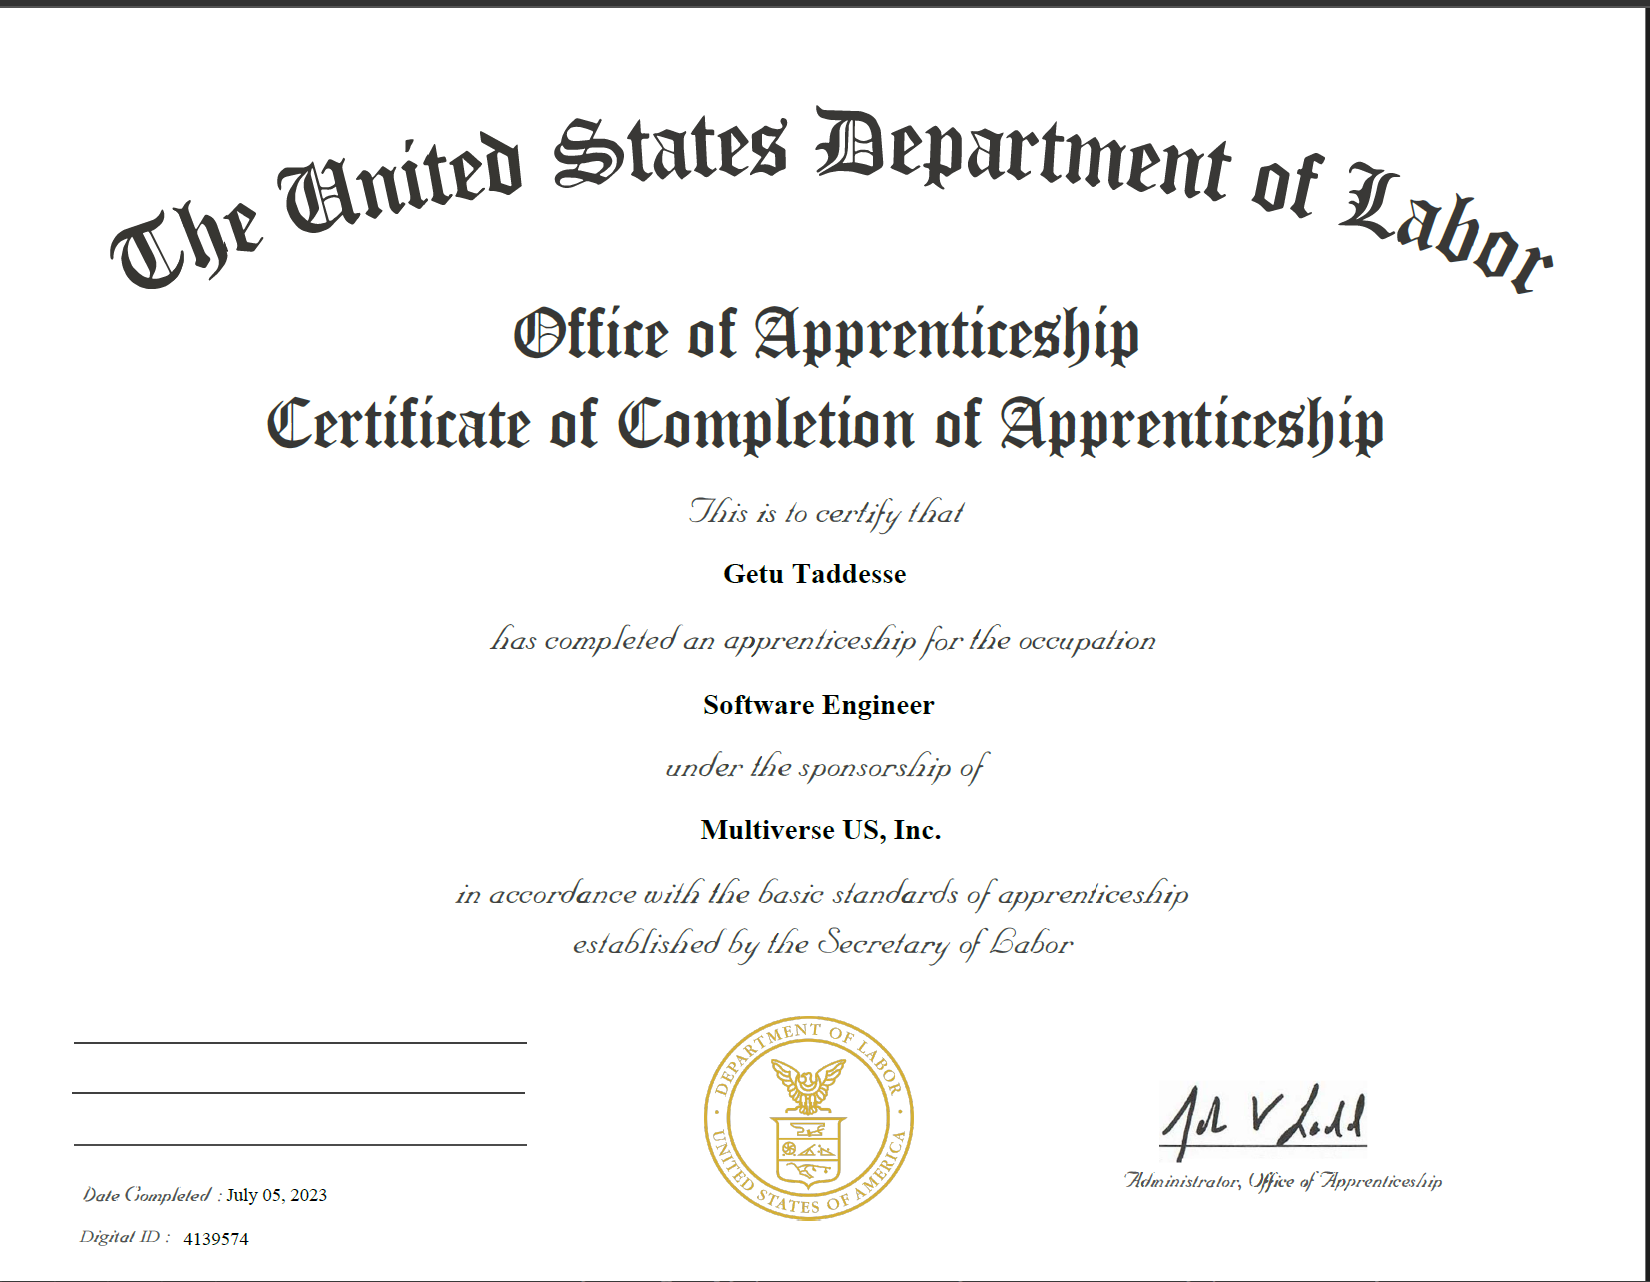 The United States Department of Labor
Office of Apprenticeship
Certificate of Completion of Apprenticeship
This is to certify that
Getu Taddesse
has completed an apprenticeship for the occupation
Software Engineer
under the sponsorship of
Multiverse US, Inc.
in accordance with the basic standards of apprenticeship
established by the Secretary of Labor
DEPARTMENT OF LABOR
UNITED STATES OF AMERICA
John V Ladd
Administrator, Office of Apprenticeship
Date Completed : July 05, 2023
Digital ID : 4139574